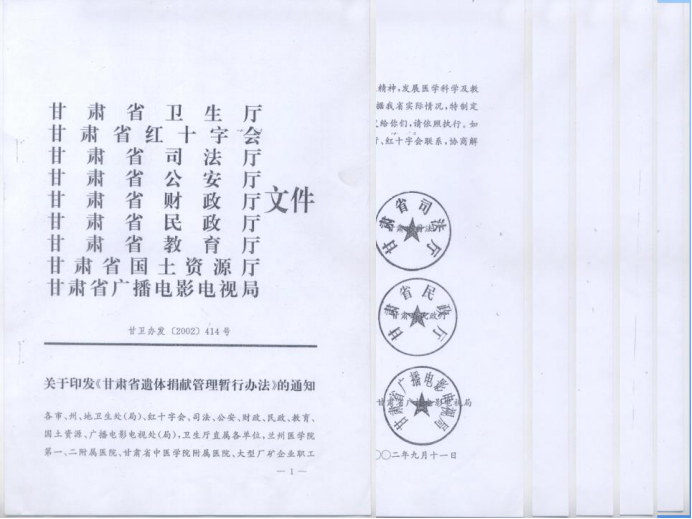 甘肃省卫生厅
甘肃省红十字会
甘肃省司法厅
甘肃省公安厅
甘肃省财政厅
甘肃省民政厅
甘肃省教育厅
甘肃省国土资源厅
甘肃省广播电影电视局
文件
甘卫办发〔2002〕414号
关于印发《甘肃省遗体捐献管理暂行办法》的通知
各市、州、地卫生处(局)、红十字会、司法、公安、财政、民政、教育、
国土资源、广播电影电视处(局),卫生厅直属各单位,兰州医学院
第一、二附属医院、甘肃省中医学院附属医院、大型厂矿企业职工
— 1 —
精神,发展医学科学及教
据我省实际情况,特制定
给你们,请依照执行。如
、红十字会联系,协商解
甘肃省司法厅
甘肃省民政厅
甘肃省广播电影电视局
〇〇二年九月十一日